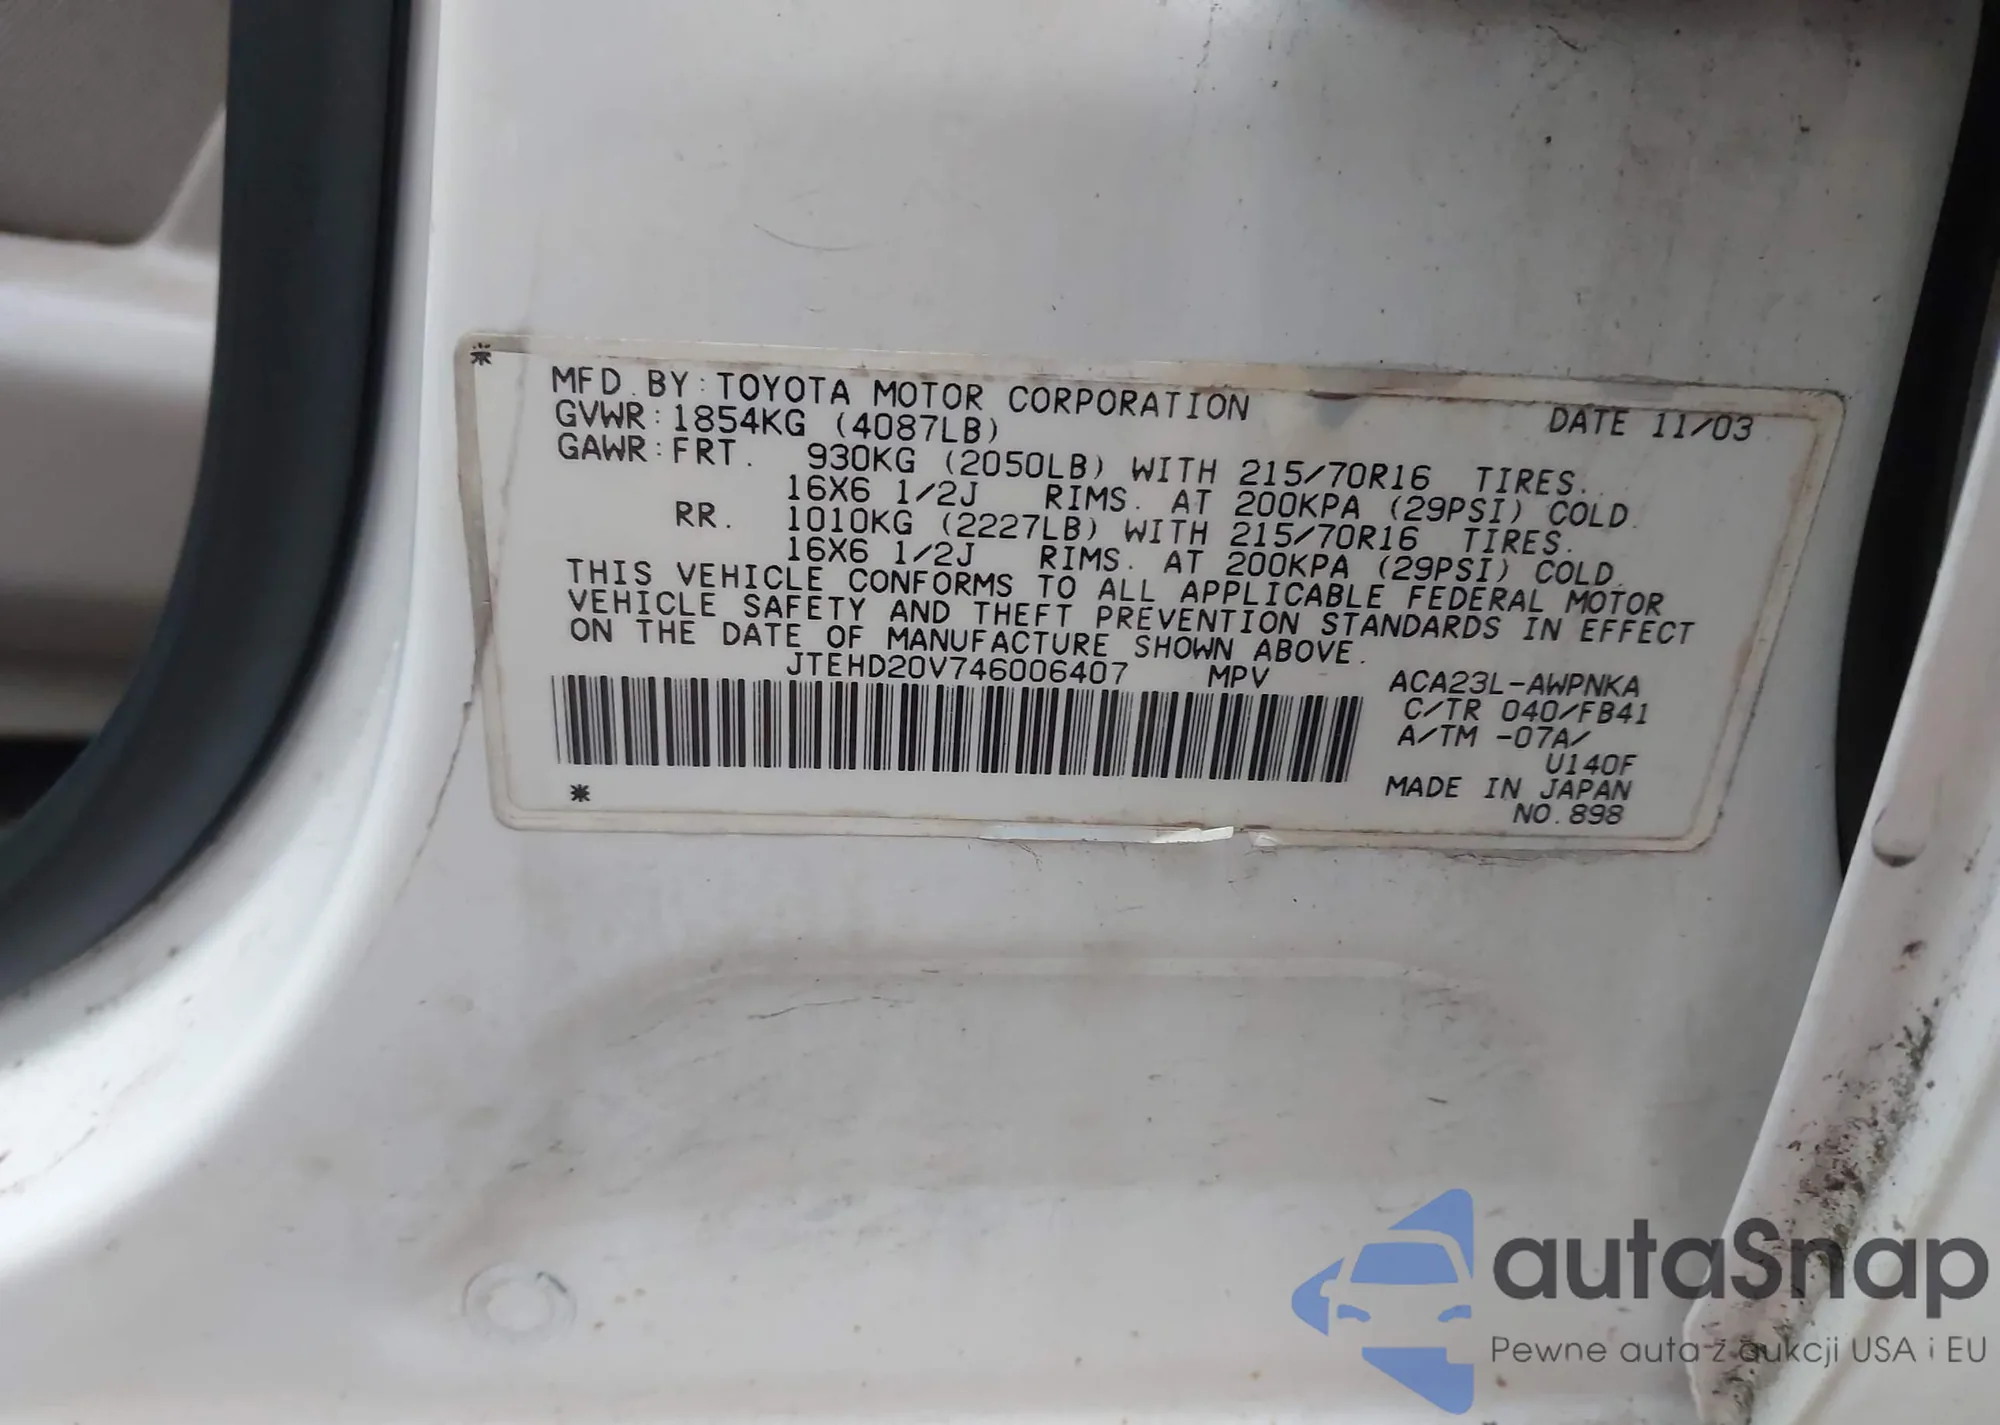 MFD. BY: TOYOTA MOTOR CORPORATION DATE 11/03
GVWR: 1854KG (4087LB)
GAWR: FRT. 930KG (2050LB) WITH 215/70R16 TIRES.
16X6 1/2J RIMS. AT 200KPA (29PSI) COLD.
RR. 1010KG (2227LB) WITH 215/70R16 TIRES.
16X6 1/2J RIMS. AT 200KPA (29PSI) COLD.
THIS VEHICLE CONFORMS TO ALL APPLICABLE FEDERAL MOTOR
VEHICLE SAFETY AND THEFT PREVENTION STANDARDS IN EFFECT
ON THE DATE OF MANUFACTURE SHOWN ABOVE.
JTEHD20V746006407 MPV ACA23L-AWPNKA
C/TR 040/FB41
A/TM -07A/
U140F
MADE IN JAPAN
NO. 898
autaSnap
Pewne auta z aukcji USA i EU